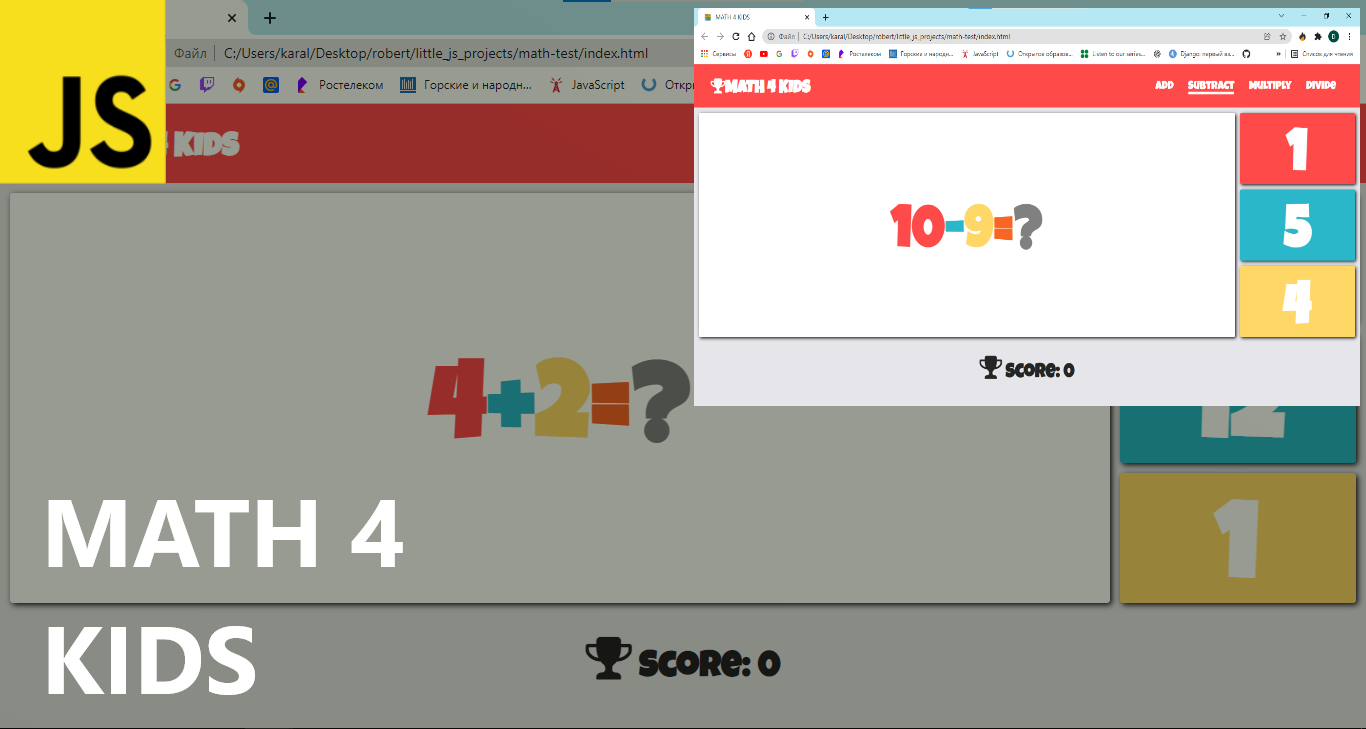 JS
Файл
C:/Users/karal/Desktop/robert/little_js_projects/math-test/index.html
Ростелеком
Горские и народн...
JavaScript
Откры
4 KIDS
4+2=?
12
1
SCORE: 0
MATH 4
KIDS
MATH 4 KIDS
Файл
C:/Users/karal/Desktop/robert/little_js_projects/math-test/index.html
Сервисы
Ростелеком
Горские и народн...
JavaScript
Открытое образов...
Listen to our series...
Django: первый вз...
»
Список для чтения
MATH 4 KIDS
ADD
SUBTRACT
MULTIPLY
DIVIDE
10-9=?
1
5
4
SCORE: 0